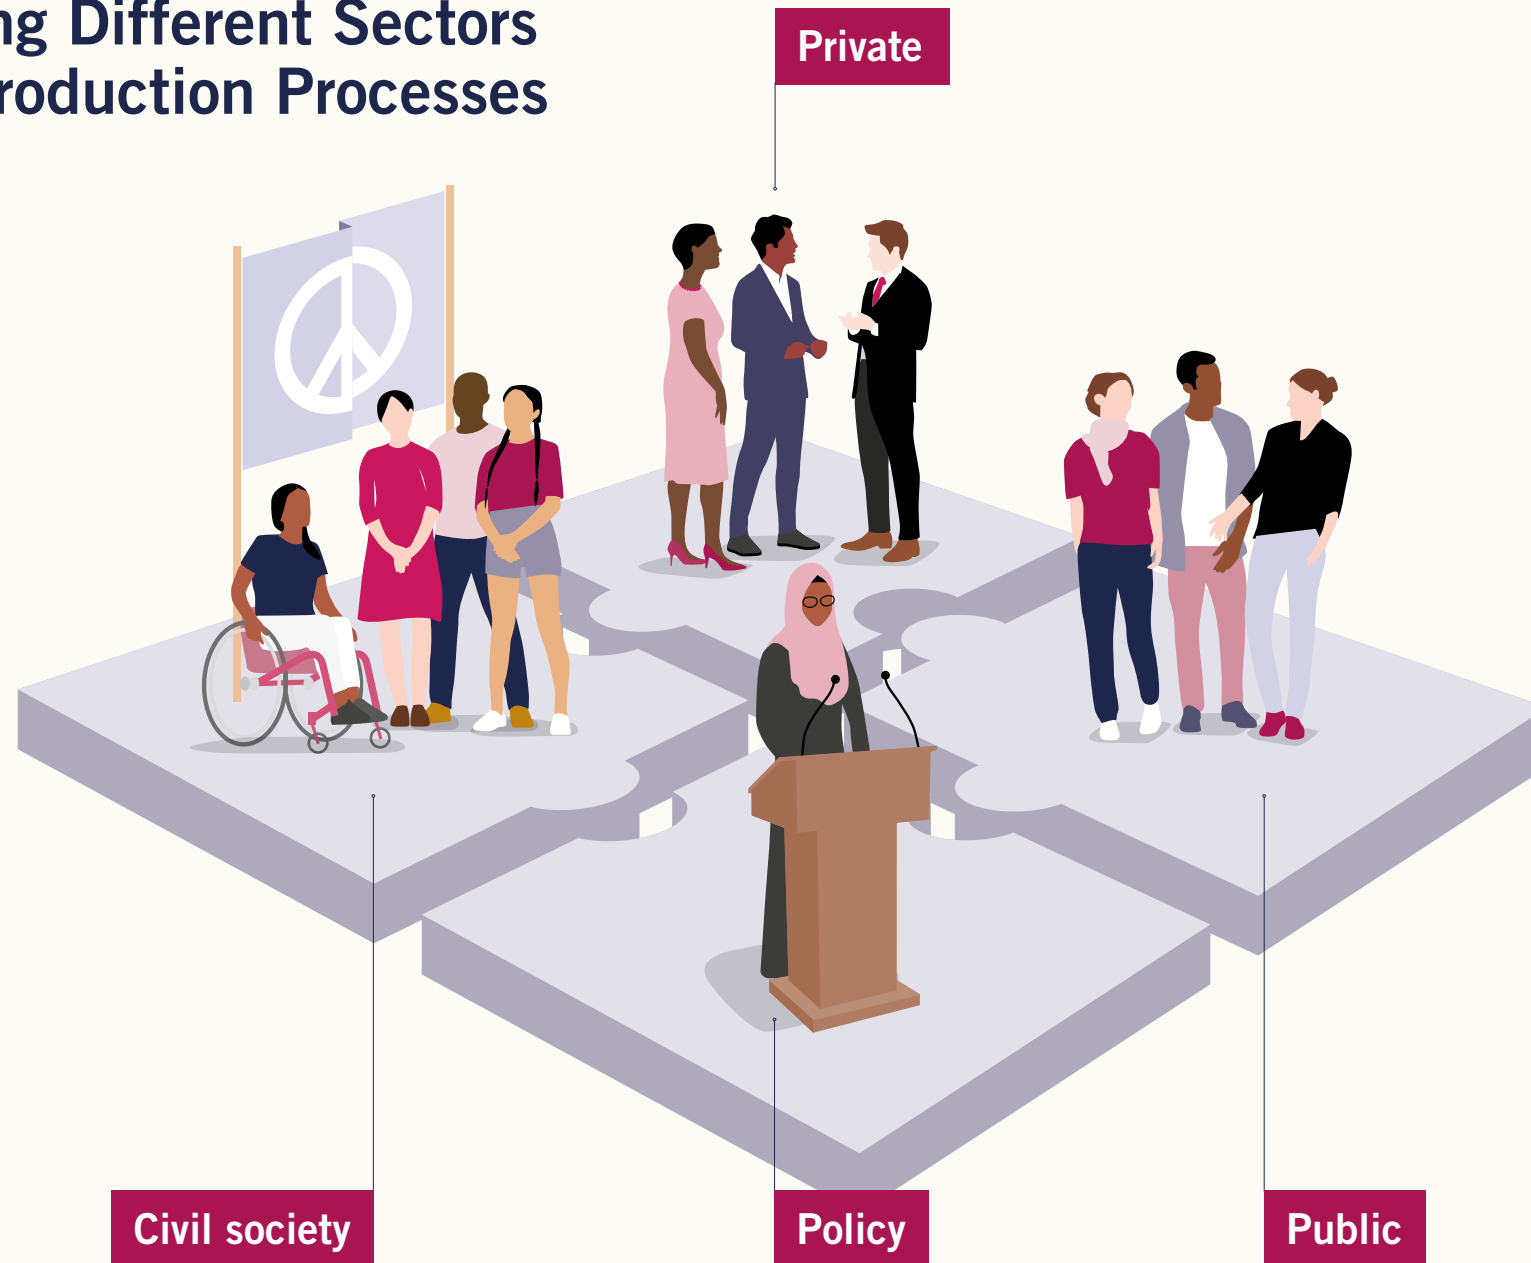 ng Different Sectors
roduction Processes
Private
Civil society
Policy
Public